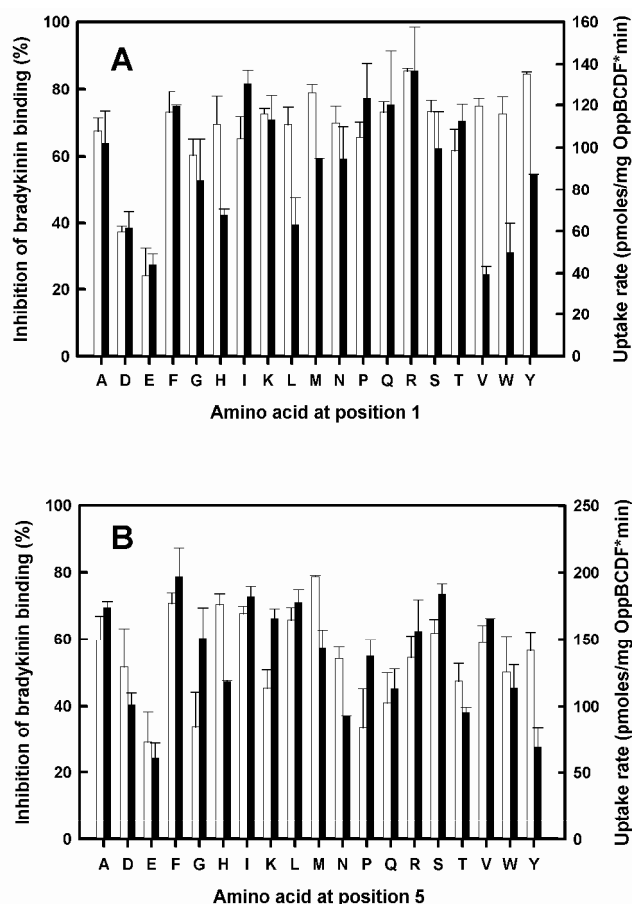 A
Inhibition of bradykinin binding (%)
100
80
60
40
20
0
160
140
120
100
80
60
40
20
0
Uptake rate (pmoles/mg OppBCDF*min)
A D E F G H I K L M N P Q R S T V W Y
Amino acid at position 1
B
Inhibition of bradykinin binding (%)
100
80
60
40
20
0
250
200
150
100
50
0
Uptake rate (pmoles/mg OppBCDF*min)
A D E F G H I K L M N P Q R S T V W Y
Amino acid at position 5